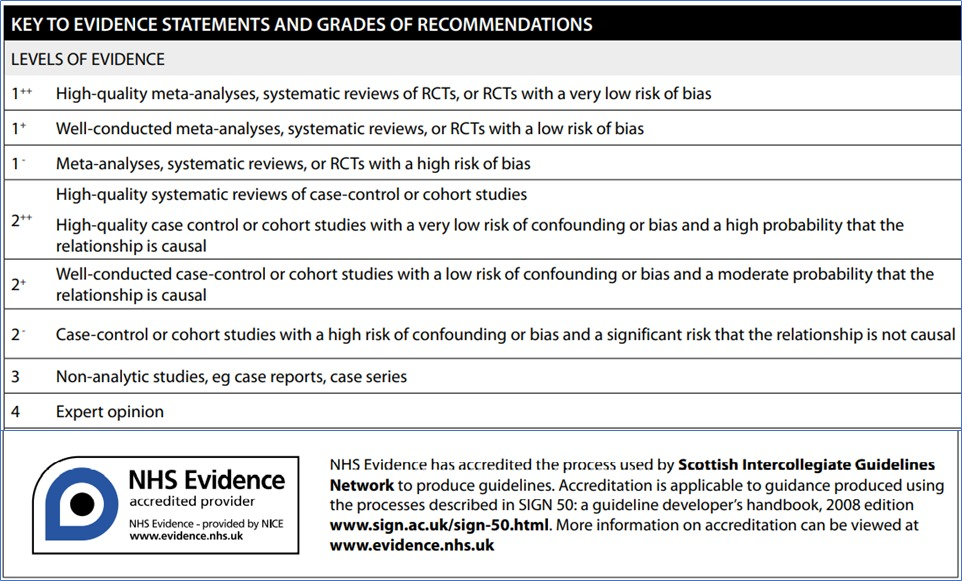 KEY TO EVIDENCE STATEMENTS AND GRADES OF RECOMMENDATIONS
LEVELS OF EVIDENCE
1++ High-quality meta-analyses, systematic reviews of RCTs, or RCTs with a very low risk of bias
1+ Well-conducted meta-analyses, systematic reviews, or RCTs with a low risk of bias
1- Meta-analyses, systematic reviews, or RCTs with a high risk of bias
High-quality systematic reviews of case-control or cohort studies
2++ High-quality case control or cohort studies with a very low risk of confounding or bias and a high probability that the
relationship is causal
2+ Well-conducted case-control or cohort studies with a low risk of confounding or bias and a moderate probability that the
relationship is causal
2- Case-control or cohort studies with a high risk of confounding or bias and a significant risk that the relationship is not causal
3 Non-analytic studies, eg case reports, case series
4 Expert opinion
NHS Evidence
accredited provider
NHS Evidence - provided by NICE
www.evidence.nhs.uk
NHS Evidence has accredited the process used by Scottish Intercollegiate Guidelines
Network to produce guidelines. Accreditation is applicable to guidance produced using
the processes described in SIGN 50: a guideline developer's handbook, 2008 edition
www.sign.ac.uk/sign-50.html. More information on accreditation can be viewed at
www.evidence.nhs.uk